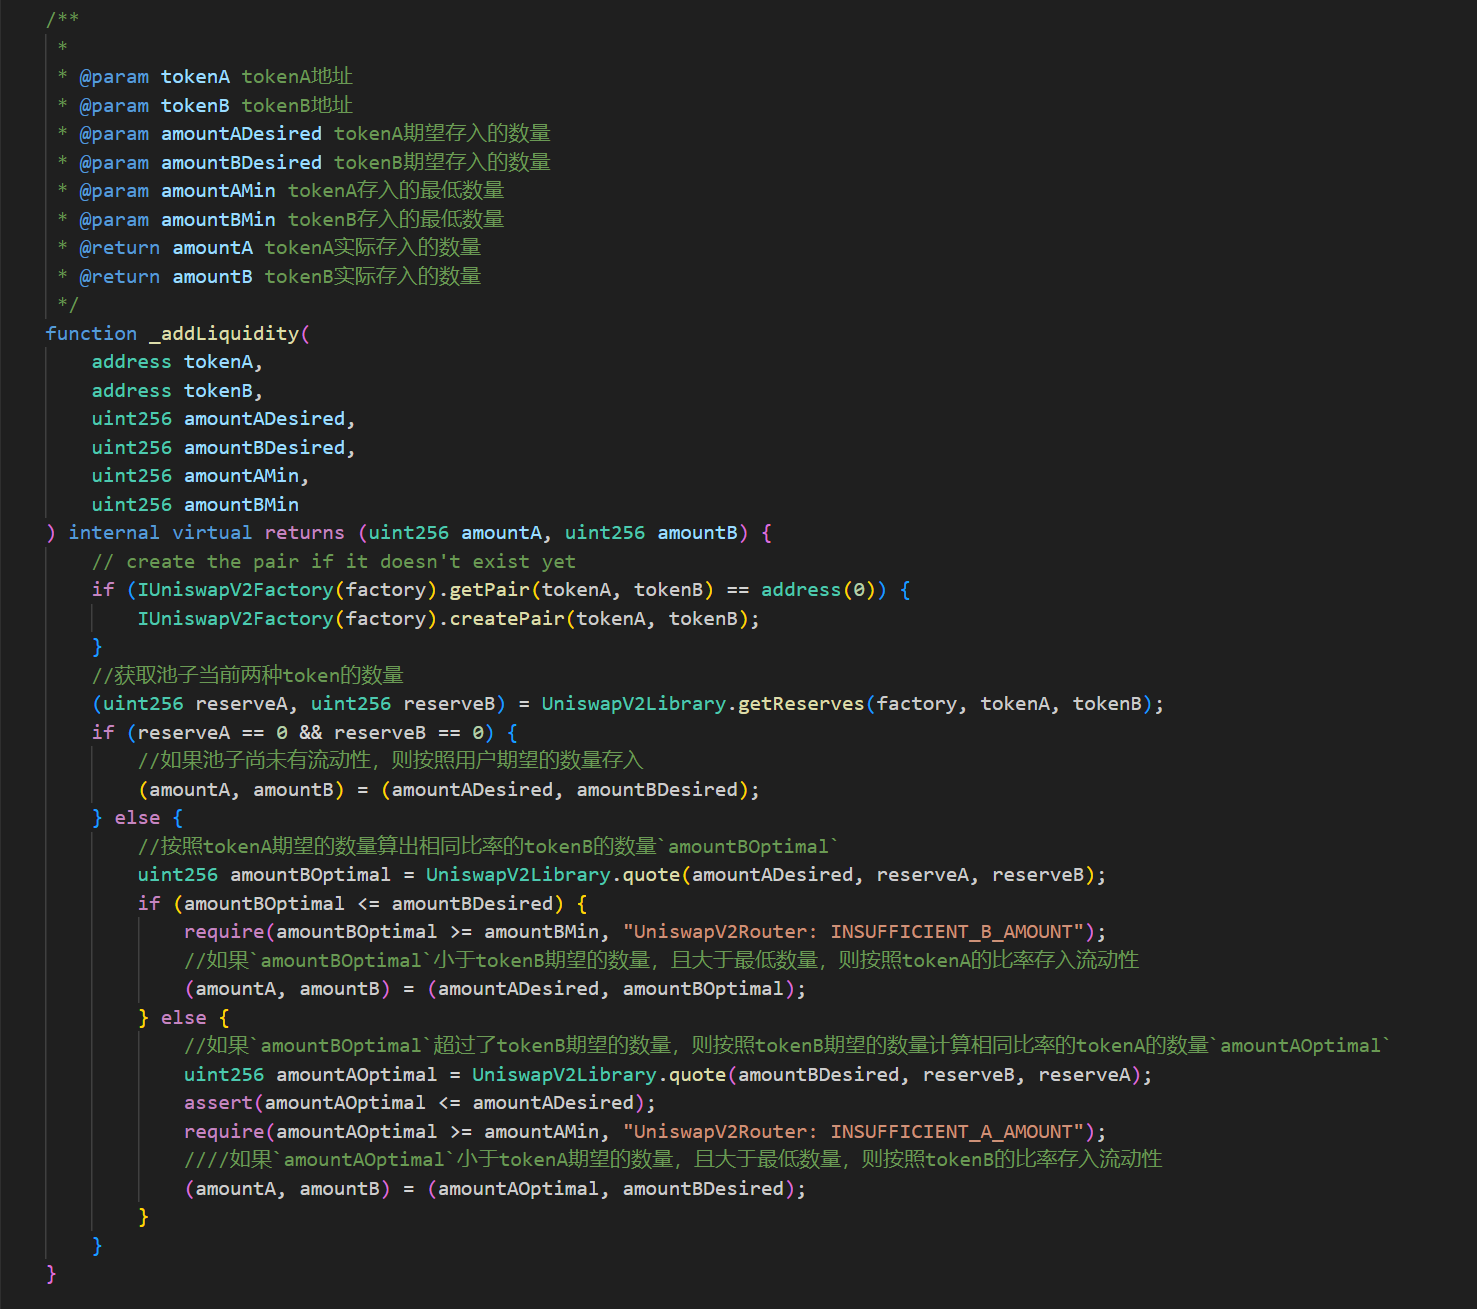 /**
 *
 * @param tokenA tokenA地址
 * @param tokenB tokenB地址
 * @param amountADesired tokenA期望存入的数量
 * @param amountBDesired tokenB期望存入的数量
 * @param amountAMin tokenA存入的最低数量
 * @param amountBMin tokenB存入的最低数量
 * @return amountA tokenA实际存入的数量
 * @return amountB tokenB实际存入的数量
 */
function _addLiquidity(
    address tokenA,
    address tokenB,
    uint256 amountADesired,
    uint256 amountBDesired,
    uint256 amountAMin,
    uint256 amountBMin
) internal virtual returns (uint256 amountA, uint256 amountB) {
    // create the pair if it doesn't exist yet
    if (IUniswapV2Factory(factory).getPair(tokenA, tokenB) == address(0)) {
        IUniswapV2Factory(factory).createPair(tokenA, tokenB);
    }
    //获取池子当前两种token的数量
    (uint256 reserveA, uint256 reserveB) = UniswapV2Library.getReserves(factory, tokenA, tokenB);
    if (reserveA == 0 && reserveB == 0) {
        //如果池子尚未有流动性，则按照用户期望的数量存入
        (amountA, amountB) = (amountADesired, amountBDesired);
    } else {
        //按照tokenA期望的数量算出相同比率的tokenB的数量`amountBOptimal`
        uint256 amountBOptimal = UniswapV2Library.quote(amountADesired, reserveA, reserveB);
        if (amountBOptimal <= amountBDesired) {
            require(amountBOptimal >= amountBMin, "UniswapV2Router: INSUFFICIENT_B_AMOUNT");
            //如果`amountBOptimal`小于tokenB期望的数量，且大于最低数量，则按照tokenA的比率存入流动性
            (amountA, amountB) = (amountADesired, amountBOptimal);
        } else {
            //如果`amountBOptimal`超过了tokenB期望的数量，则按照tokenB期望的数量计算相同比率的tokenA的数量`amountAOptimal`
            uint256 amountAOptimal = UniswapV2Library.quote(amountBDesired, reserveB, reserveA);
            assert(amountAOptimal <= amountADesired);
            require(amountAOptimal >= amountAMin, "UniswapV2Router: INSUFFICIENT_A_AMOUNT");
            ////如果`amountAOptimal`小于tokenA期望的数量，且大于最低数量，则按照tokenB的比率存入流动性
            (amountA, amountB) = (amountAOptimal, amountBDesired);
        }
    }
}